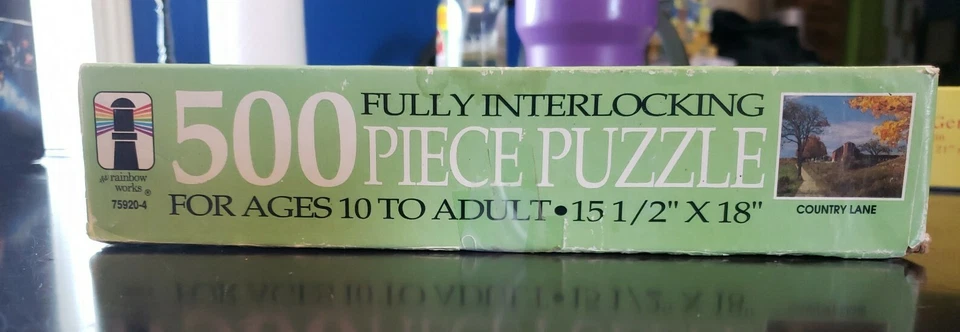 500 FULLY INTERLOCKING
PIECE PUZZLE
FOR AGES 10 TO ADULT•15 1/2" X 18"
rainbow
works®
75920-4
COUNTRY LANE